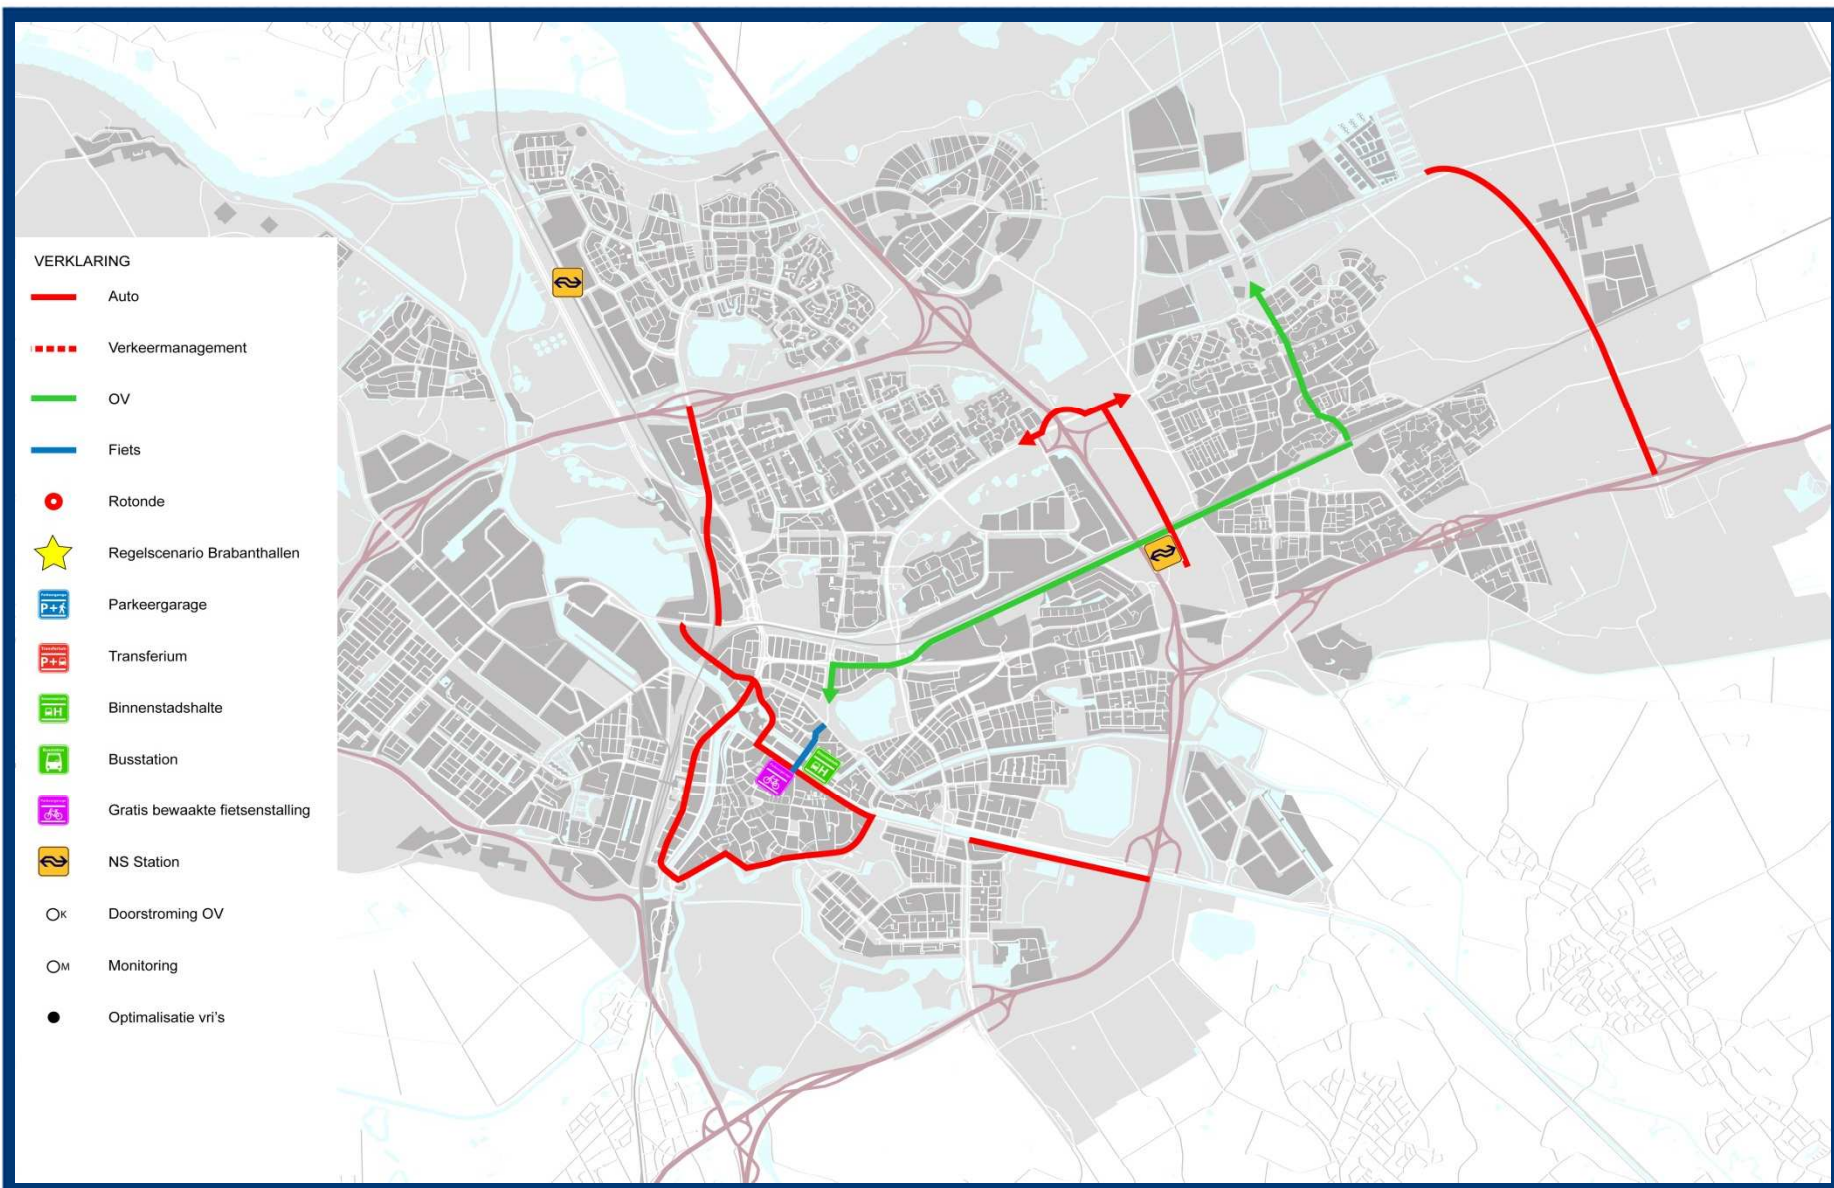 VERKLARING
Auto
Verkeermanagement
OV
Fiets
Rotonde
Regelscenario Brabanthallen
P+
Parkeergarage
P+
Transferium
H
Binnenstadshalte
Busstation
Gratis bewaakte fietsenstalling
NS Station
K
Doorstroming OV
M
Monitoring
Optimalisatie vri's
H